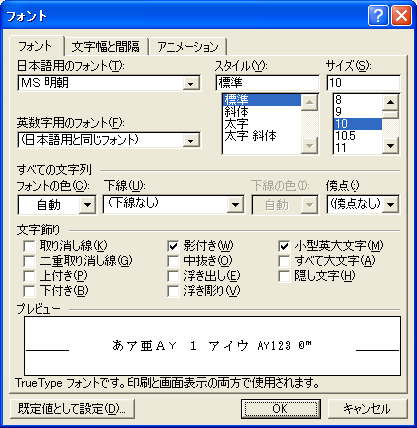 フォント
フォント 文字幅と間隔 アニメーション
日本語用のフォント(T): スタイル(Y): サイズ(S):
MS 明朝 標準 10
標準 8
斜体 9
英数字用のフォント(F): 太字 10
(日本語用と同じフォント) 太字 斜体 10.5
11
すべての文字列
フォントの色(C): 下線(U): 下線の色(I): 傍点(:)
自動 (下線なし) 自動 (傍点なし)
文字飾り
取り消し線(K) 影付き(W) 小型英大文字(M)
二重取り消し線(G) 中抜き(O) すべて大文字(A)
上付き(P) 浮き出し(E) 隠し文字(H)
下付き(B) 浮き彫り(V)
プレビュー
あア亜AY 1 アイウ AY123 0™
TrueType フォントです。印刷と画面表示の両方で使用されます。
既定値として設定(D)... OK キャンセル